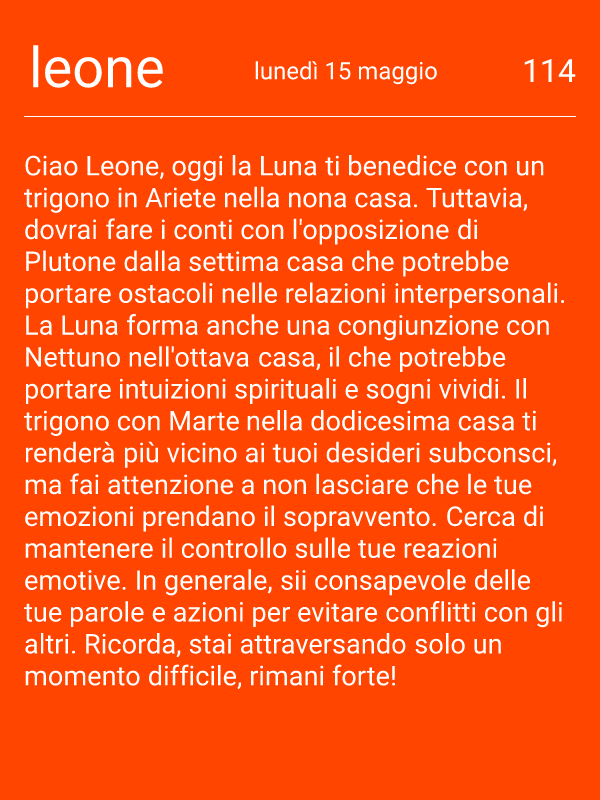 leone
lunedì 15 maggio
114
Ciao Leone, oggi la Luna ti benedice con un
trigono in Ariete nella nona casa. Tuttavia,
dovrai fare i conti con l'opposizione di
Plutone dalla settima casa che potrebbe
portare ostacoli nelle relazioni interpersonali.
La Luna forma anche una congiunzione con
Nettuno nell'ottava casa, il che potrebbe
portare intuizioni spirituali e sogni vividi. Il
trigono con Marte nella dodicesima casa ti
renderà più vicino ai tuoi desideri subconsci,
ma fai attenzione a non lasciare che le tue
emozioni prendano il sopravvento. Cerca di
mantenere il controllo sulle tue reazioni
emotive. In generale, sii consapevole delle
tue parole e azioni per evitare conflitti con gli
altri. Ricorda, stai attraversando solo un
momento difficile, rimani forte!